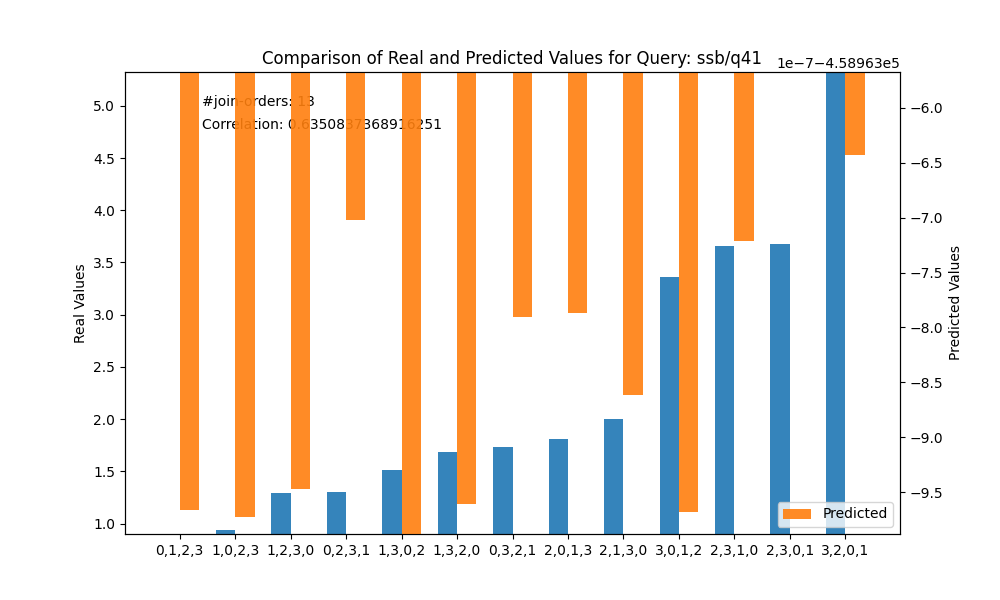 Comparison of Real and Predicted Values for Query: ssb/q41
1e−7−4.58963e5
#join-orders: 13
Correlation: 0.6350837368916251
5.0
4.5
4.0
3.5
3.0
2.5
2.0
1.5
1.0
Real Values
−6.0
−6.5
−7.0
−7.5
−8.0
−8.5
−9.0
−9.5
Predicted Values
Predicted
0,1,2,3 1,0,2,3 1,2,3,0 0,2,3,1 1,3,0,2 1,3,2,0 0,3,2,1 2,0,1,3 2,1,3,0 3,0,1,2 2,3,1,0 2,3,0,1 3,2,0,1